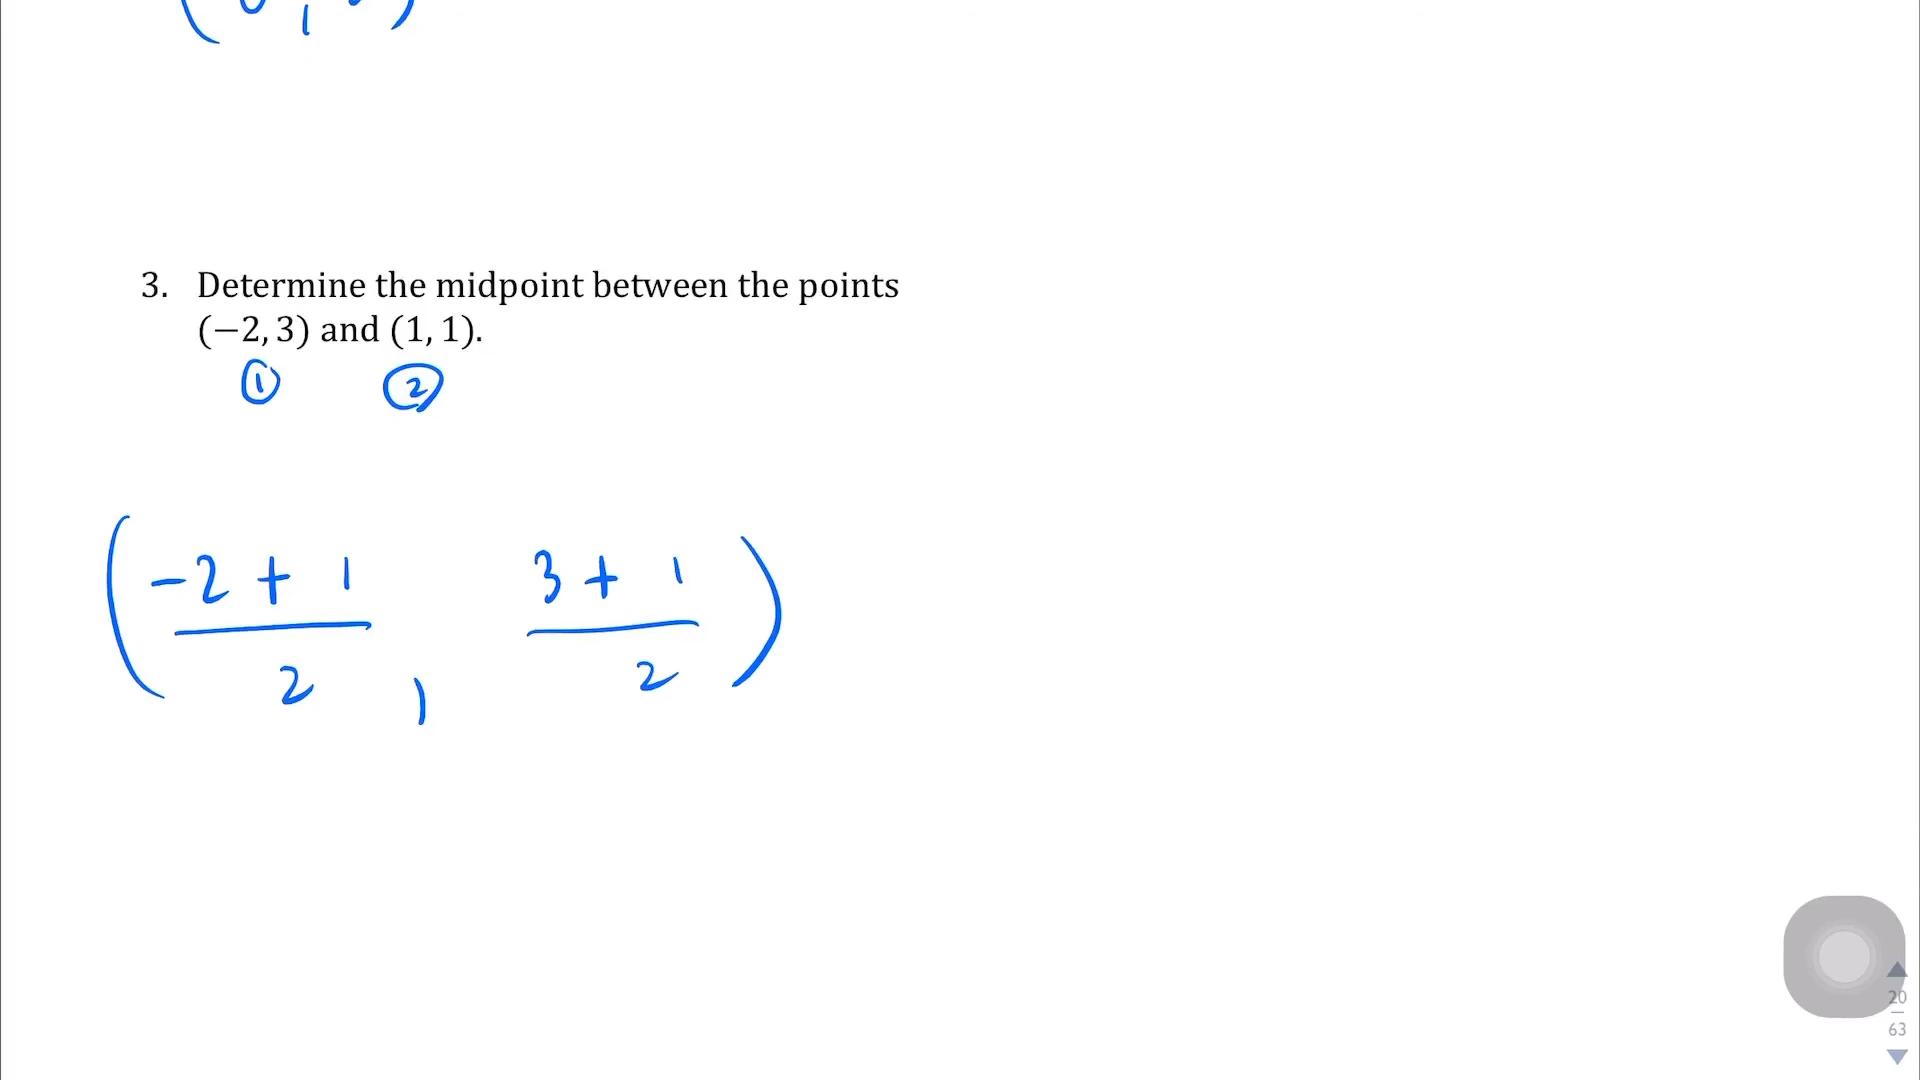 3. Determine the midpoint between the points
(−2, 3) and (1, 1).
① ②
( -2 + 1 , 3 + 1 )
2 2
20
63